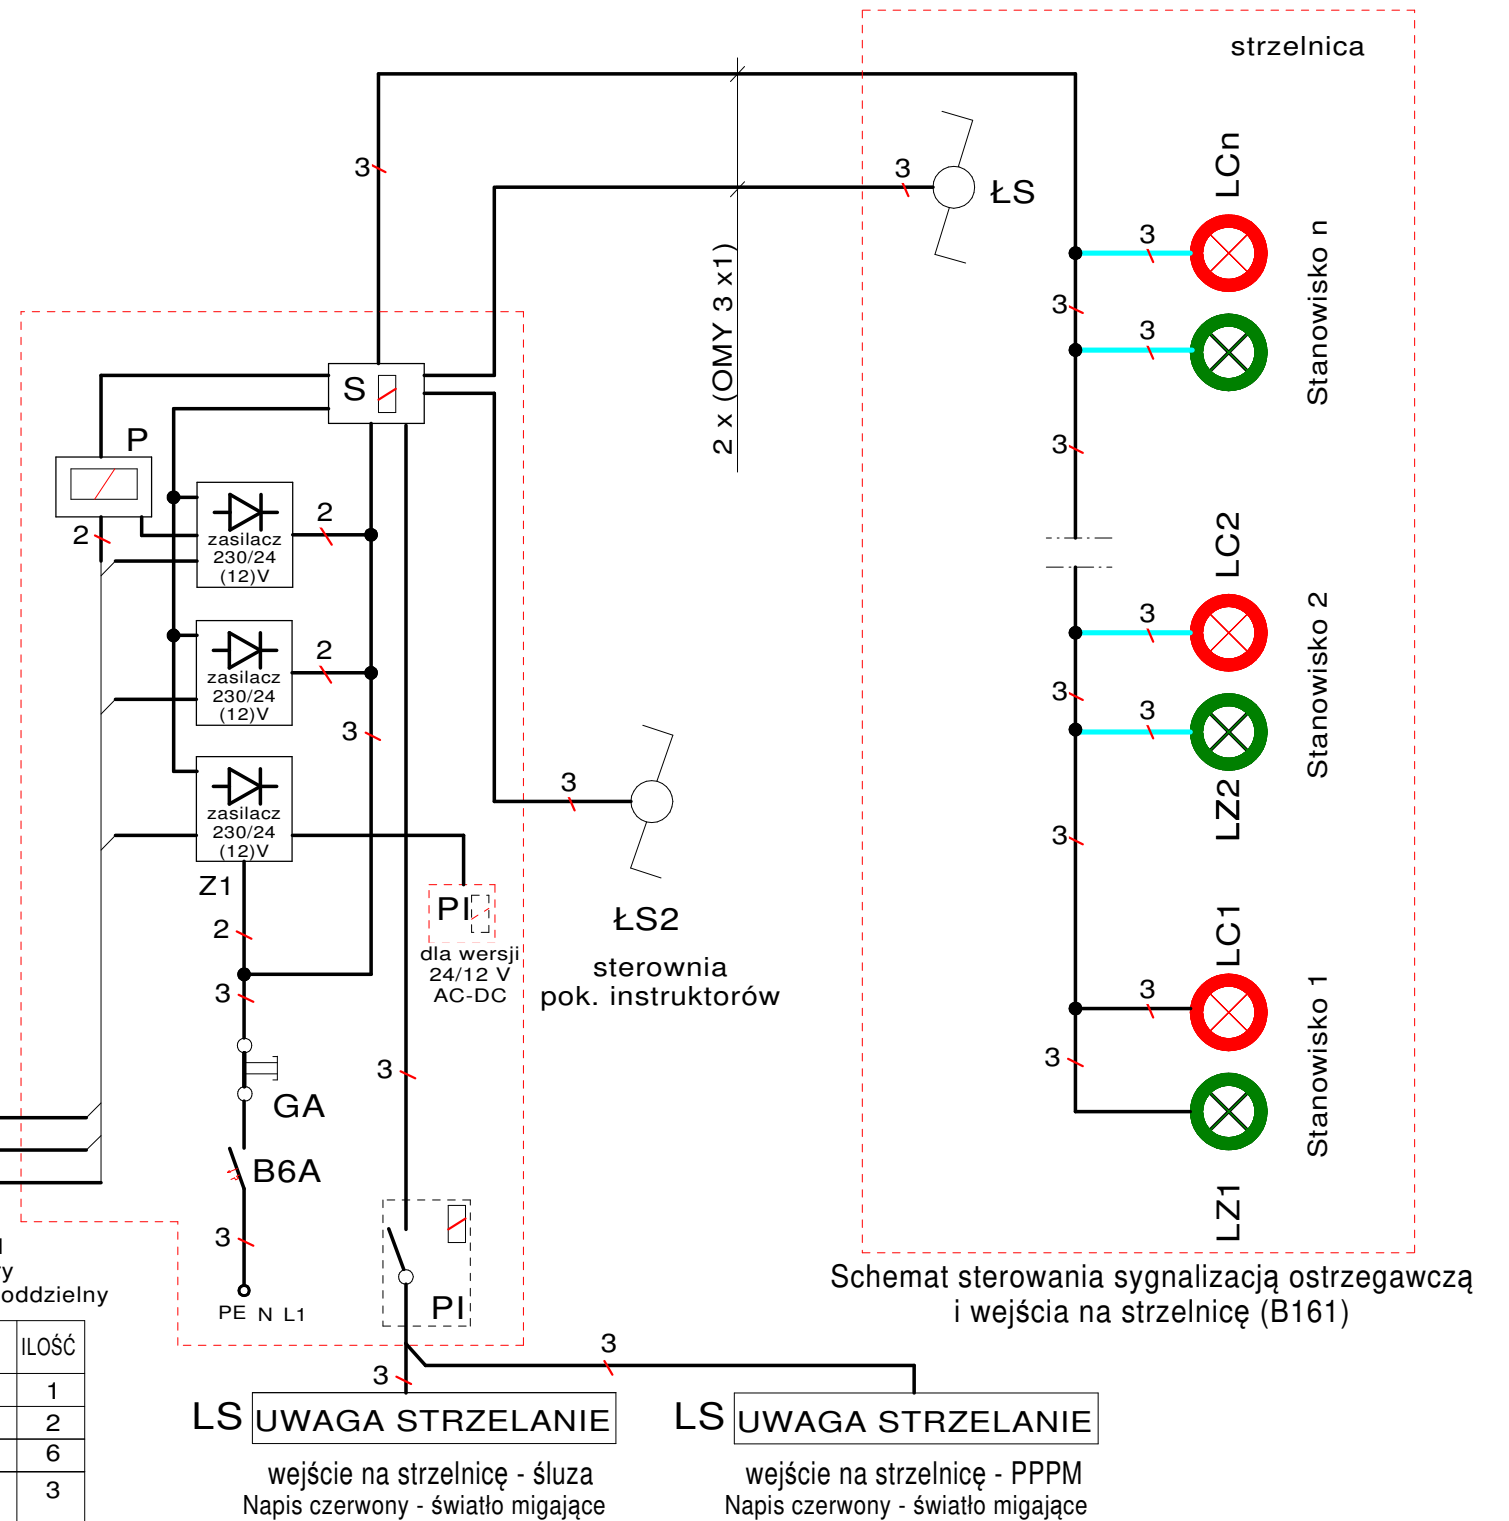 strzelnica
3
3
ŁS
LCn
3
3
3
Stanowisko n
2 x (OMY 3 x1)
S
P
2
zasilacz
230/24
(12)V
2
3
LC2
3
3
3
Stanowisko 2
LZ2
zasilacz
230/24
(12)V
2
3
zasilacz
230/24
(12)V
Z1
3
ŁS2
sterownia
pok. instruktorów
PI
dla wersji
24/12 V
AC-DC
2
3
3
LC1
3
3
Stanowisko 1
LZ1
GA
3
B6A
3
PE N L1
PI
Schemat sterowania sygnalizacją ostrzegawczą
i wejścia na strzelnicę (B161)
oddzielny
ILOŚĆ
1
2
6
3
3
3
LS UWAGA STRZELANIE
wejście na strzelnicę - śluza
Napis czerwony - światło migające
LS UWAGA STRZELANIE
wejście na strzelnicę - PPPM
Napis czerwony - światło migające